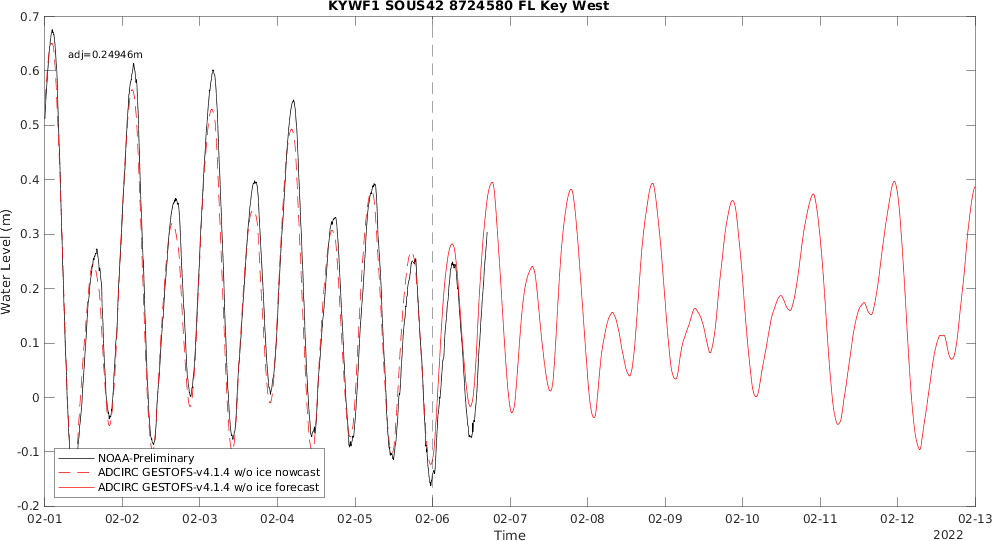 KYWF1 SOUS42 8724580 FL Key West
adj=0.24946m
Water Level (m)
0.7
0.6
0.5
0.4
0.3
0.2
0.1
0
-0.1
-0.2
NOAA-Preliminary
ADCIRC GESTOFS-v4.1.4 w/o ice nowcast
ADCIRC GESTOFS-v4.1.4 w/o ice forecast
02-01 02-02 02-03 02-04 02-05 02-06 02-07 02-08 02-09 02-10 02-11 02-12 02-13
Time
2022